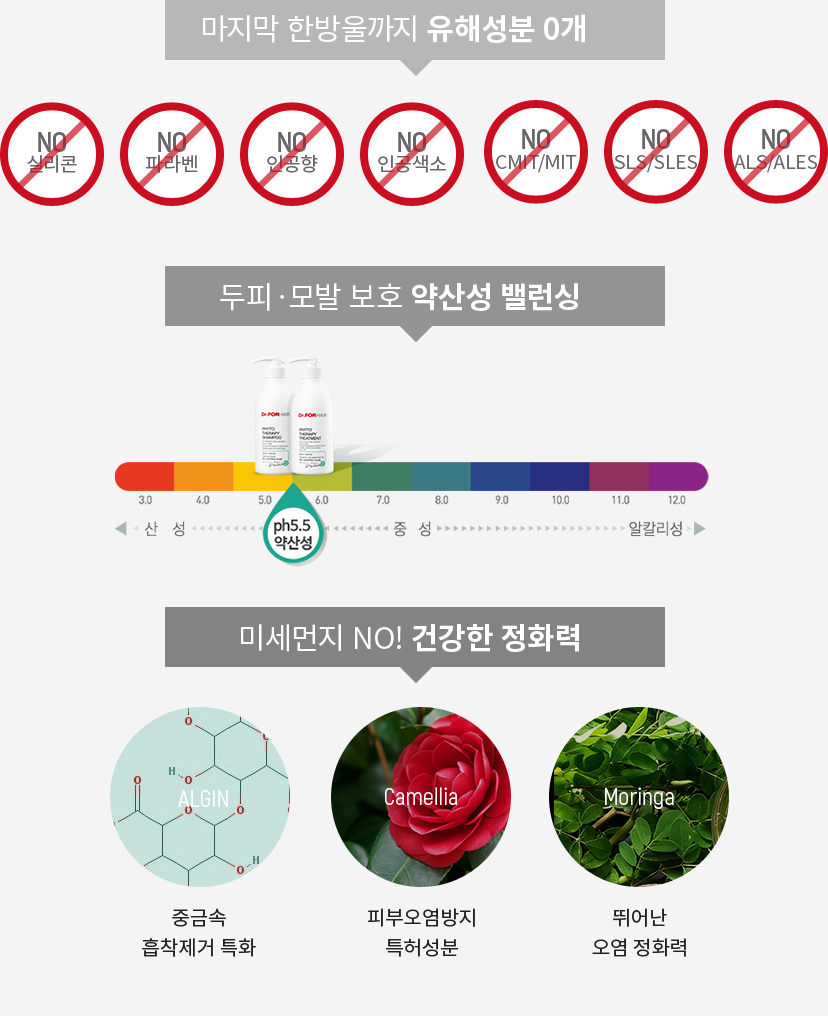 마지막 한방울까지 유해성분 0개
NO
실리콘
NO
파라벤
NO
인공향
NO
인공색소
NO
CMIT/MIT
NO
SLS/SLES
NO
ALS/ALES
두피·모발 보호 약산성 밸런싱
Dr.FORHAIR
PHYTO
THERAPY
SHAMPOO
Dr.FORHAIR
PHYTO
THERAPY
TREATMENT
3.0 4.0 5.0 6.0 7.0 8.0 9.0 10.0 11.0 12.0
산 성
ph5.5
약산성
중 성
알칼리성
미세먼지 NO! 건강한 정화력
O
O
H
O
O
O
O
H
ALGIN
Camellia
Moringa
중금속
흡착제거 특화
피부오염방지
특허성분
뛰어난
오염 정화력